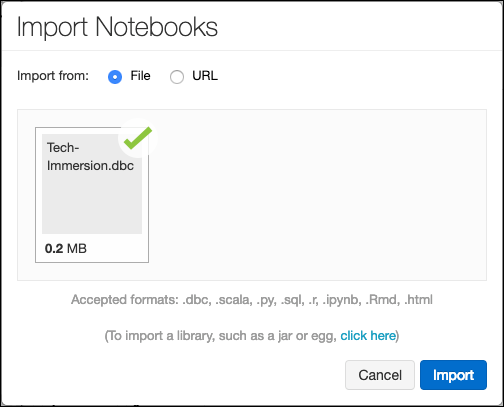 Import Notebooks
Import from: File URL
Tech-
Immersion.dbc
0.2 MB
Accepted formats: .dbc, .scala, .py, .sql, .r, .ipynb, .Rmd, .html
(To import a library, such as a jar or egg, click here)
Cancel Import